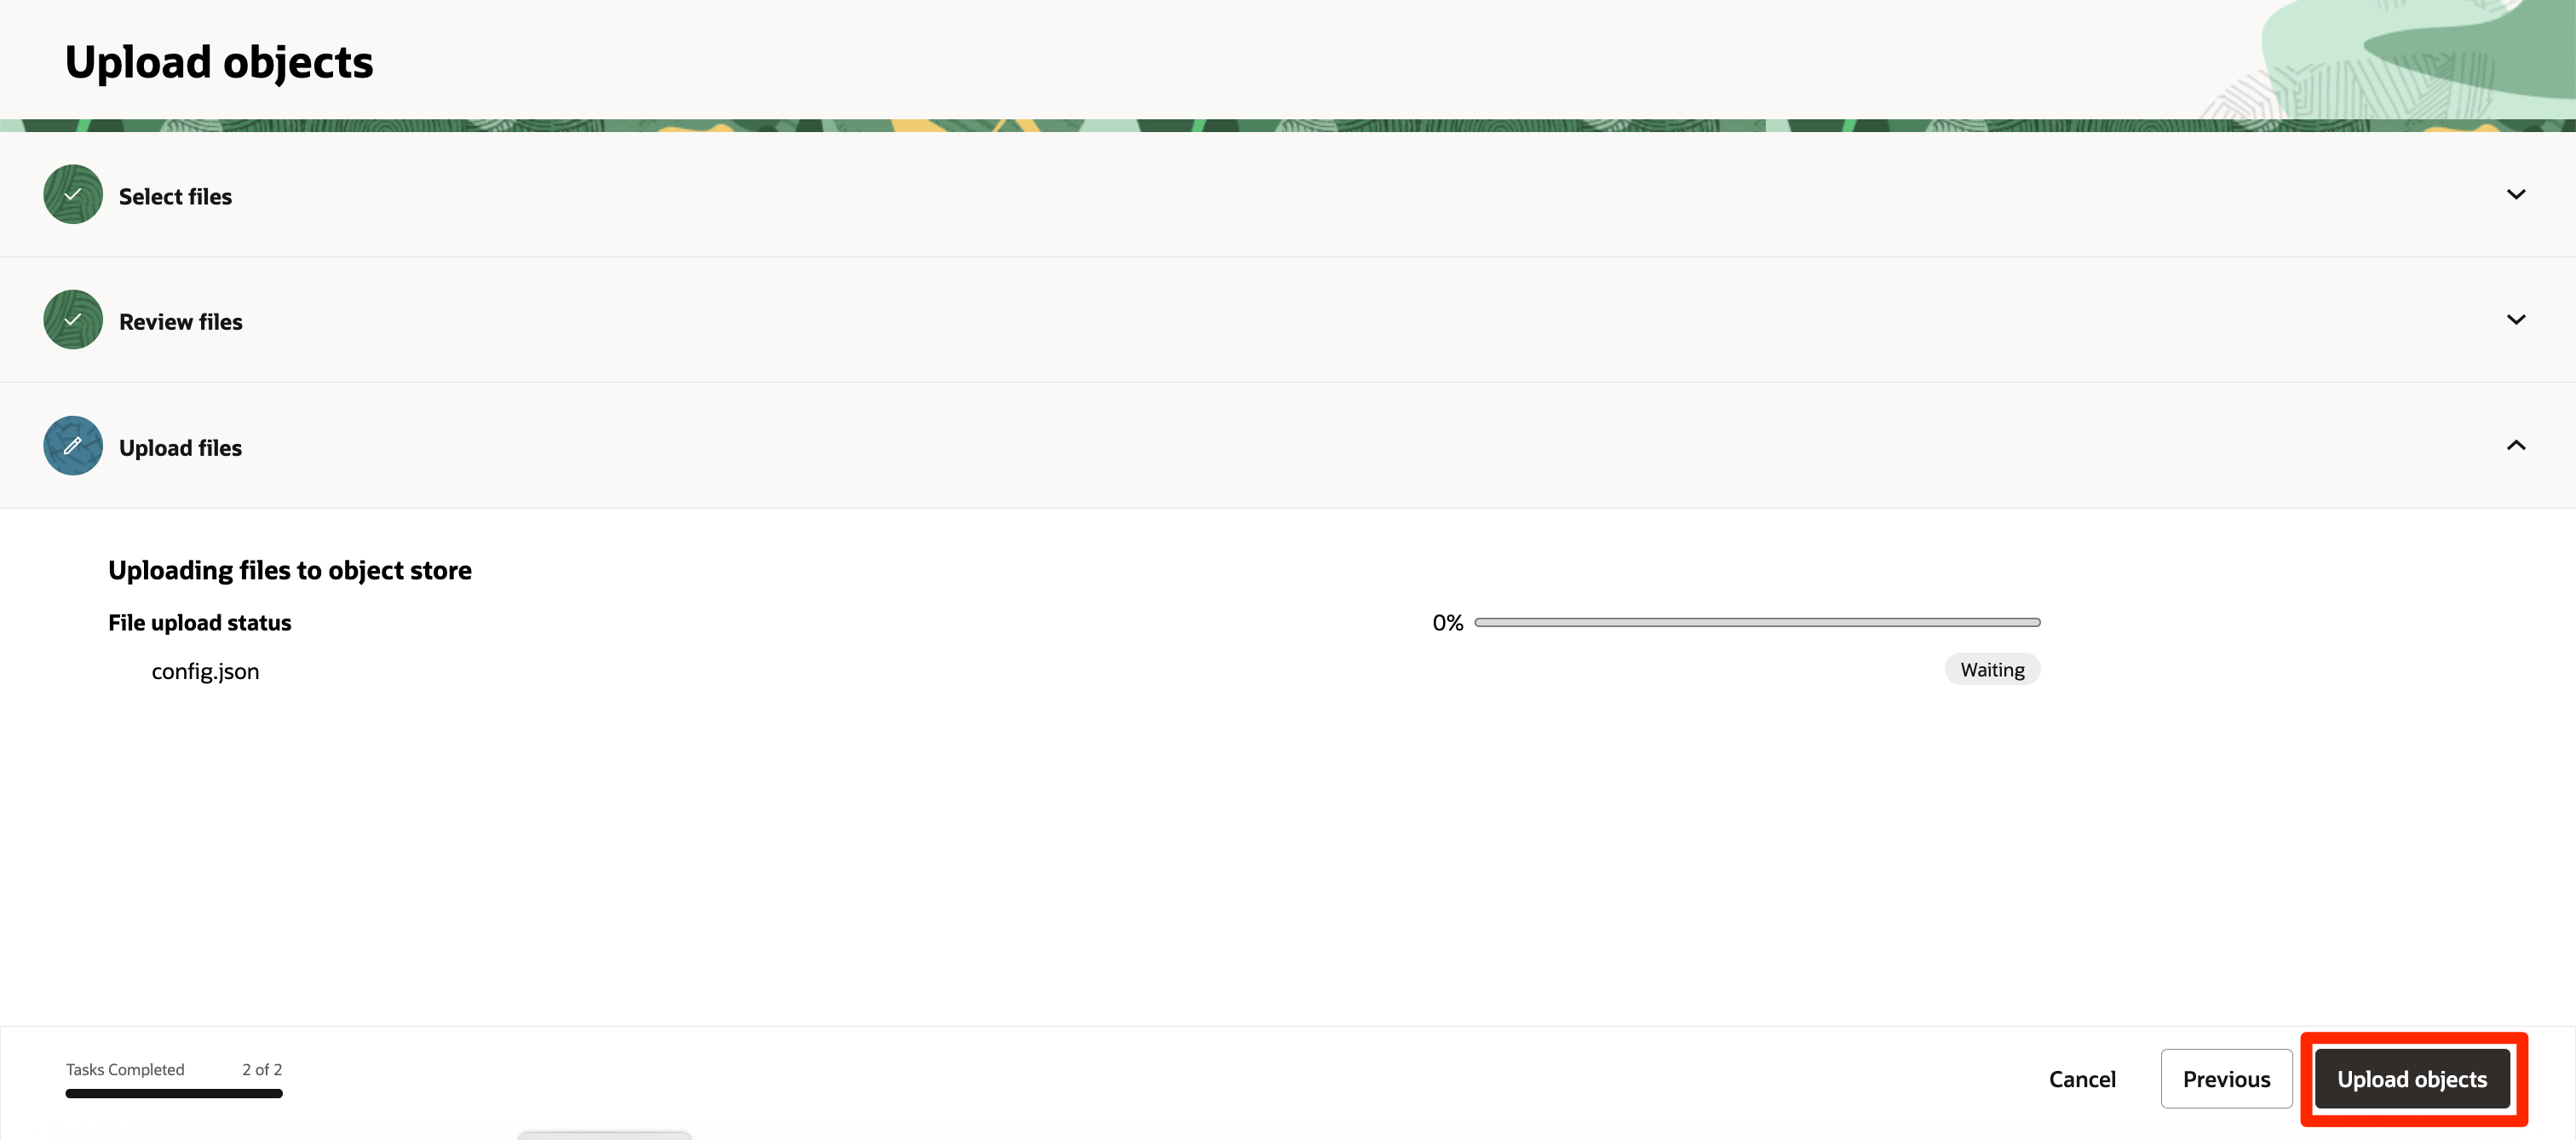 Upload objects
Select files
Review files
Upload files
Uploading files to object store
File upload status
0%
config.json
Waiting
Tasks Completed 2 of 2
Cancel
Previous
Upload objects